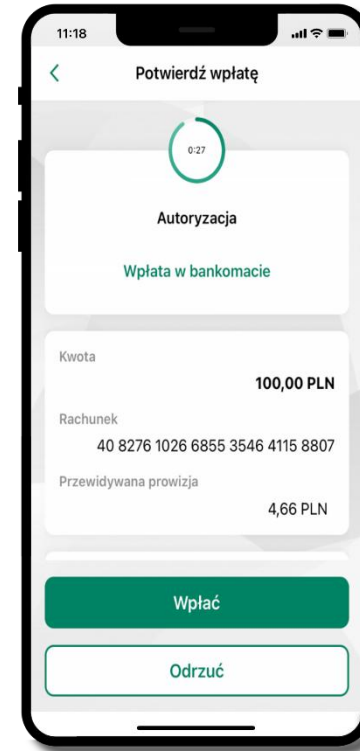 11:18
Potwierdź wpłatę
0:27
Autoryzacja
Wpłata w bankomacie
Kwota
100,00 PLN
Rachunek
40 8276 1026 6855 3546 4115 8807
Przewidywana prowizja
4,66 PLN
Wpłać
Odrzuć